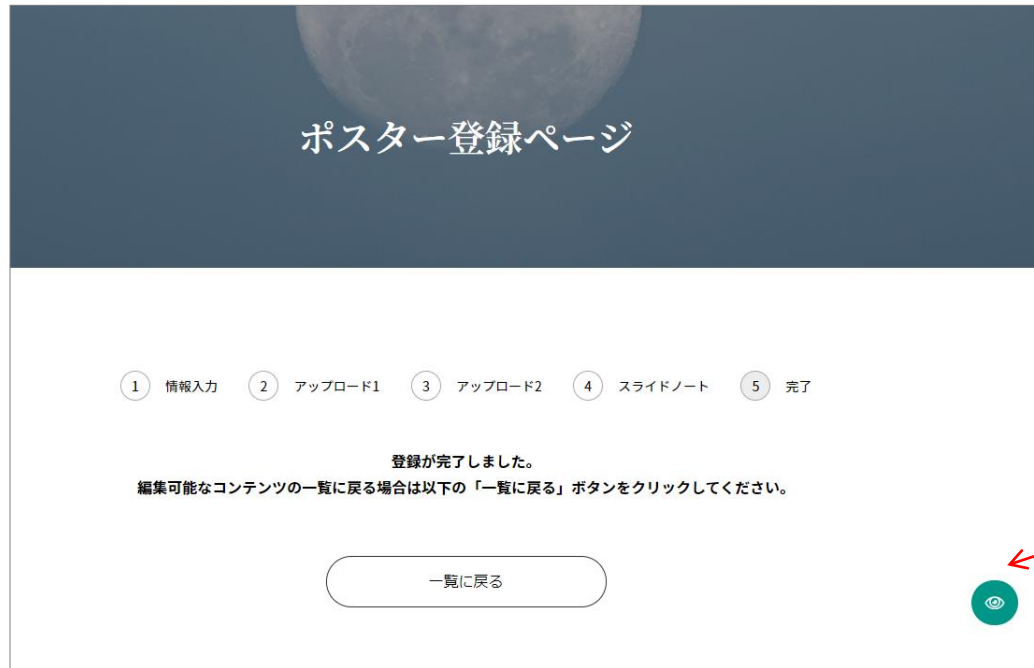 ポスター登録ページ
1 情報入力 2 アップロード1 3 アップロード2 4 スライドノート 5 完了
登録が完了しました。
編集可能なコンテンツの一覧に戻る場合は以下の「一覧に戻る」ボタンをクリックしてください。
一覧に戻る